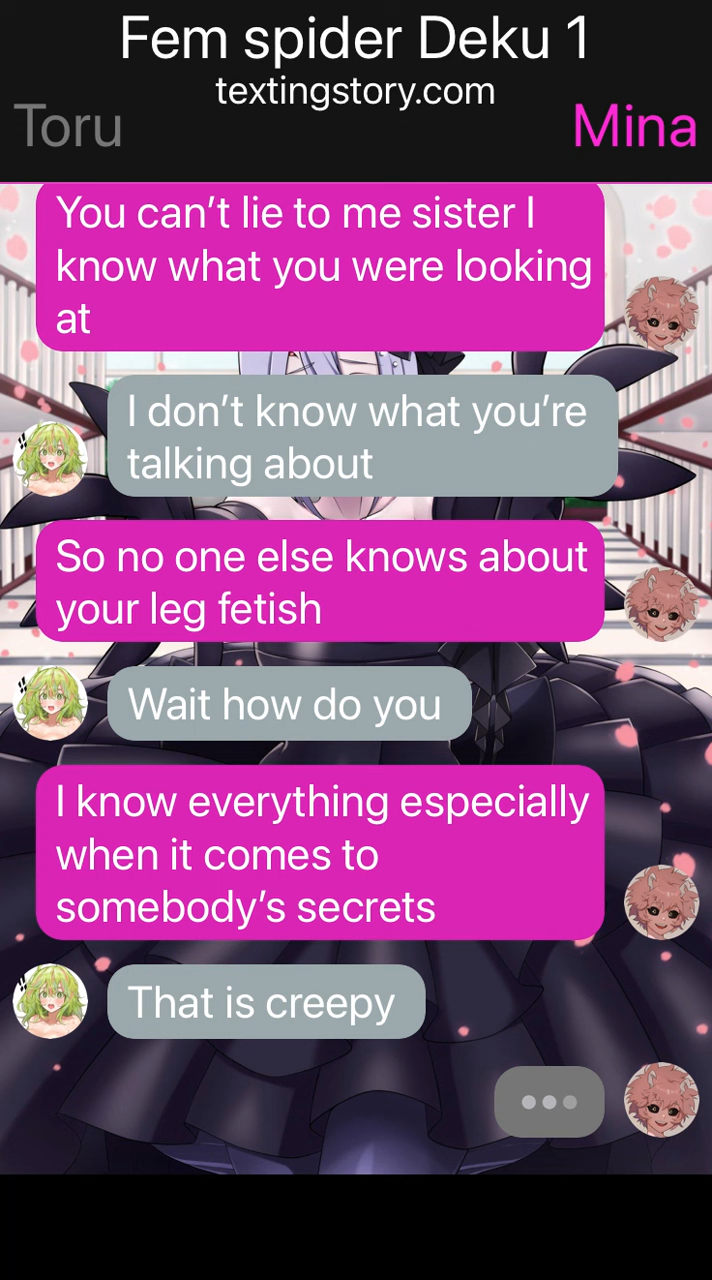 Fem spider Deku 1
textingstory.com
Toru
Mina
You can’t lie to me sister I
know what you were looking
at
I don’t know what you’re
talking about
So no one else knows about
your leg fetish
Wait how do you
I know everything especially
when it comes to
somebody’s secrets
That is creepy